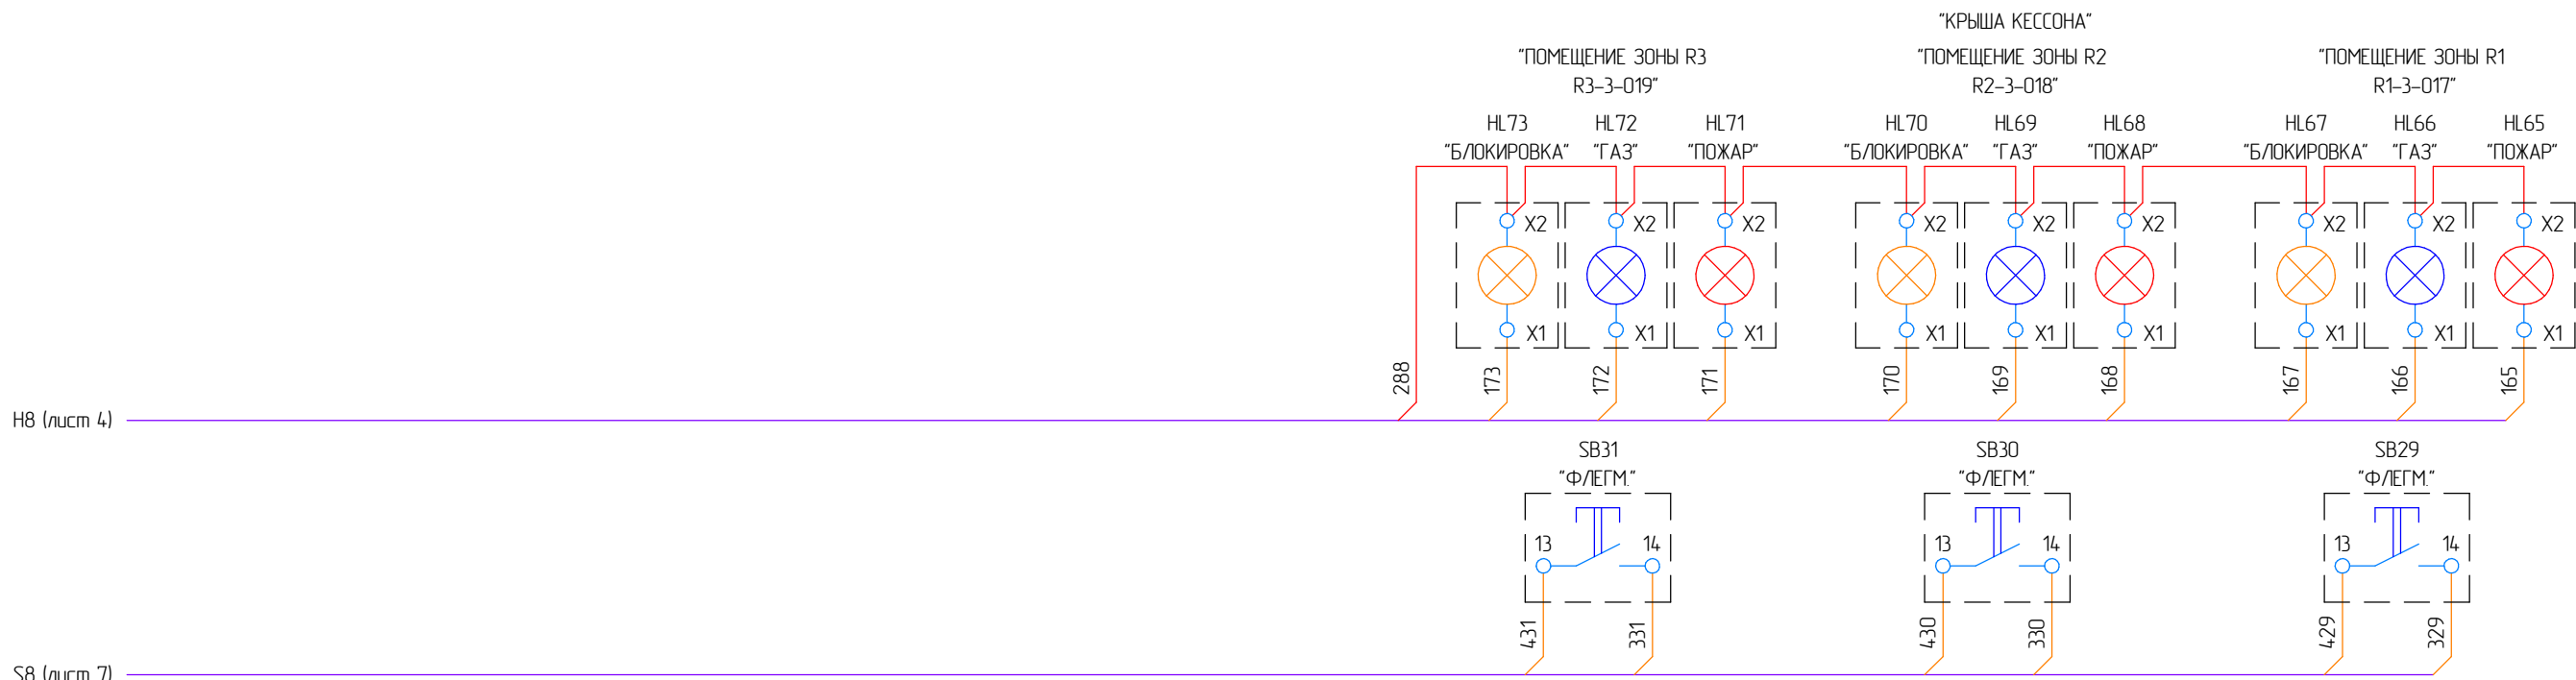 "КРЫША КЕССОНА"
"ПОМЕЩЕНИЕ ЗОНЫ R3
R3-3-019"
"ПОМЕЩЕНИЕ ЗОНЫ R2
R2-3-018"
"ПОМЕЩЕНИЕ ЗОНЫ R1
R1-3-017"
HL73
"БЛОКИРОВКА"
HL72
"ГАЗ"
HL71
"ПОЖАР"
HL70
"БЛОКИРОВКА"
HL69
"ГАЗ"
HL68
"ПОЖАР"
HL67
"БЛОКИРОВКА"
HL66
"ГАЗ"
HL65
"ПОЖАР"
X2
X2
X2
X2
X2
X2
X2
X2
X2
X1
X1
X1
X1
X1
X1
X1
X1
X1
288
173
172
171
170
169
168
167
166
165
H8 (лист 4)
SB31
"ФЛЕГМ."
SB30
"ФЛЕГМ."
SB29
"ФЛЕГМ."
13
14
13
14
13
14
431
331
430
330
429
329
S8 (лист 7)